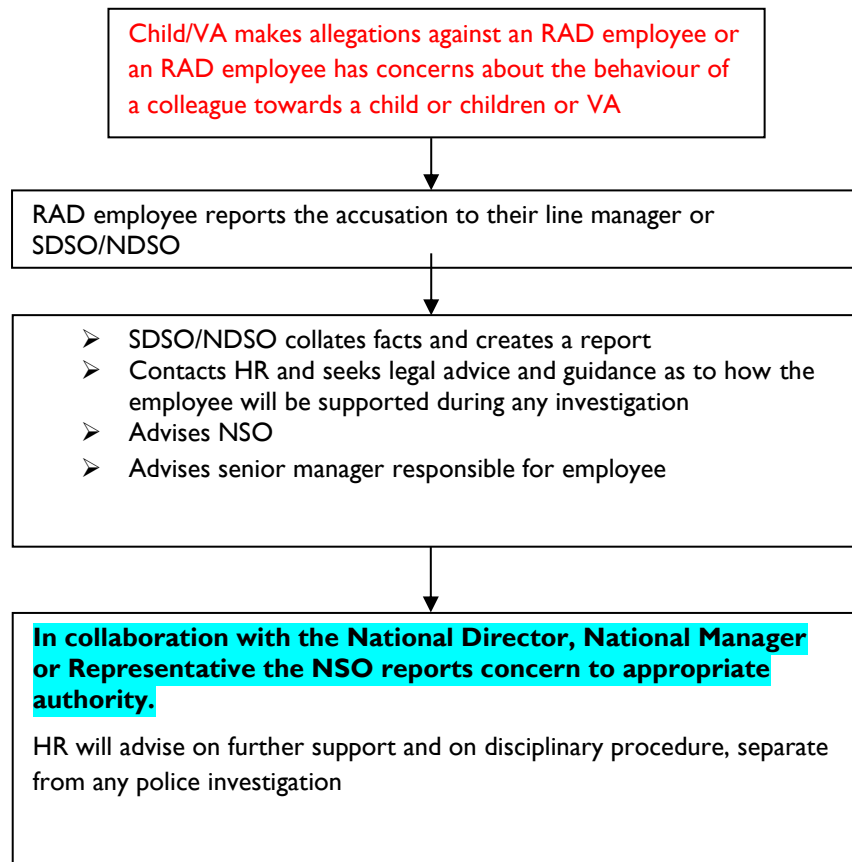 Child/VA makes allegations against an RAD employee or
an RAD employee has concerns about the behaviour of
a colleague towards a child or children or VA
RAD employee reports the accusation to their line manager or
SDSO/NDSO
➢ SDSO/NDSO collates facts and creates a report
➢ Contacts HR and seeks legal advice and guidance as to how the
employee will be supported during any investigation
➢ Advises NSO
➢ Advises senior manager responsible for employee
In collaboration with the National Director, National Manager
or Representative the NSO reports concern to appropriate
authority.
HR will advise on further support and on disciplinary procedure, separate
from any police investigation